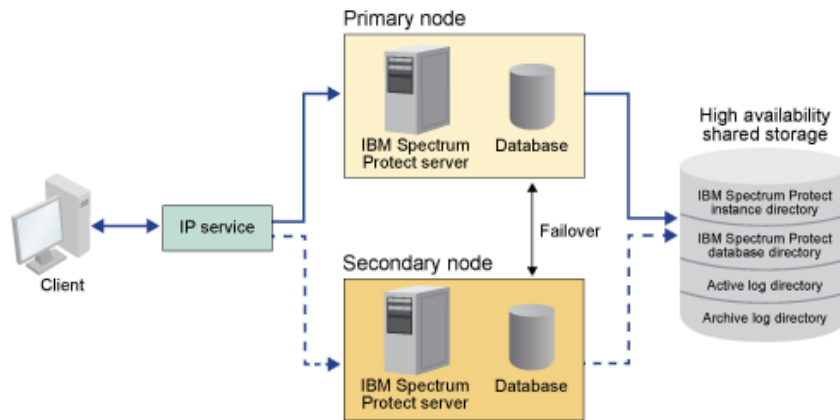 Primary node
IBM Spectrum
Protect server
Database
High availability
shared storage
IBM Spectrum Protect
instance directory
IBM Spectrum Protect
database directory
Active log directory
Archive log directory
IP service
Client
Failover
Secondary node
IBM Spectrum
Protect server
Database